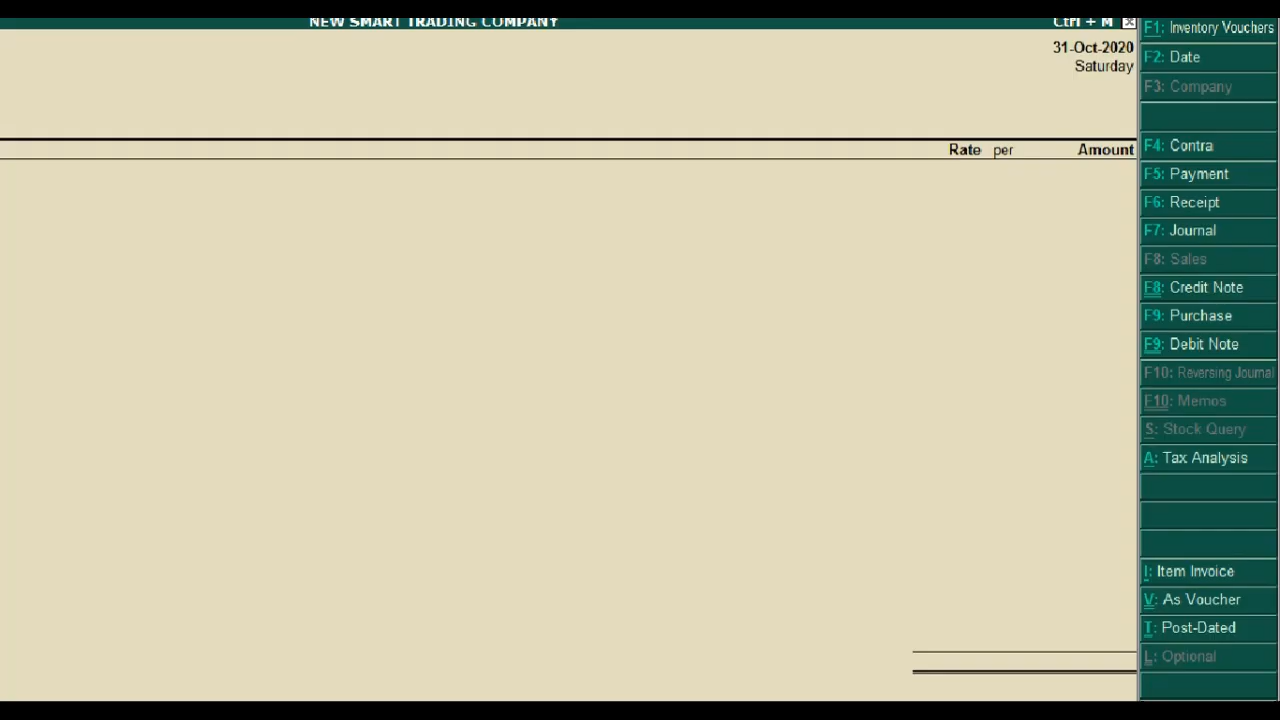 NEW SMART TRADING COMPANY
Ctrl + M
31-Oct-2020
Saturday
Rate per Amount
F1: Inventory Vouchers
F2: Date
F3: Company
F4: Contra
F5: Payment
F6: Receipt
F7: Journal
F8: Sales
F8: Credit Note
F9: Purchase
F9: Debit Note
F10: Reversing Journal
F10: Memos
S: Stock Query
A: Tax Analysis
I: Item Invoice
V: As Voucher
T: Post-Dated
L: Optional